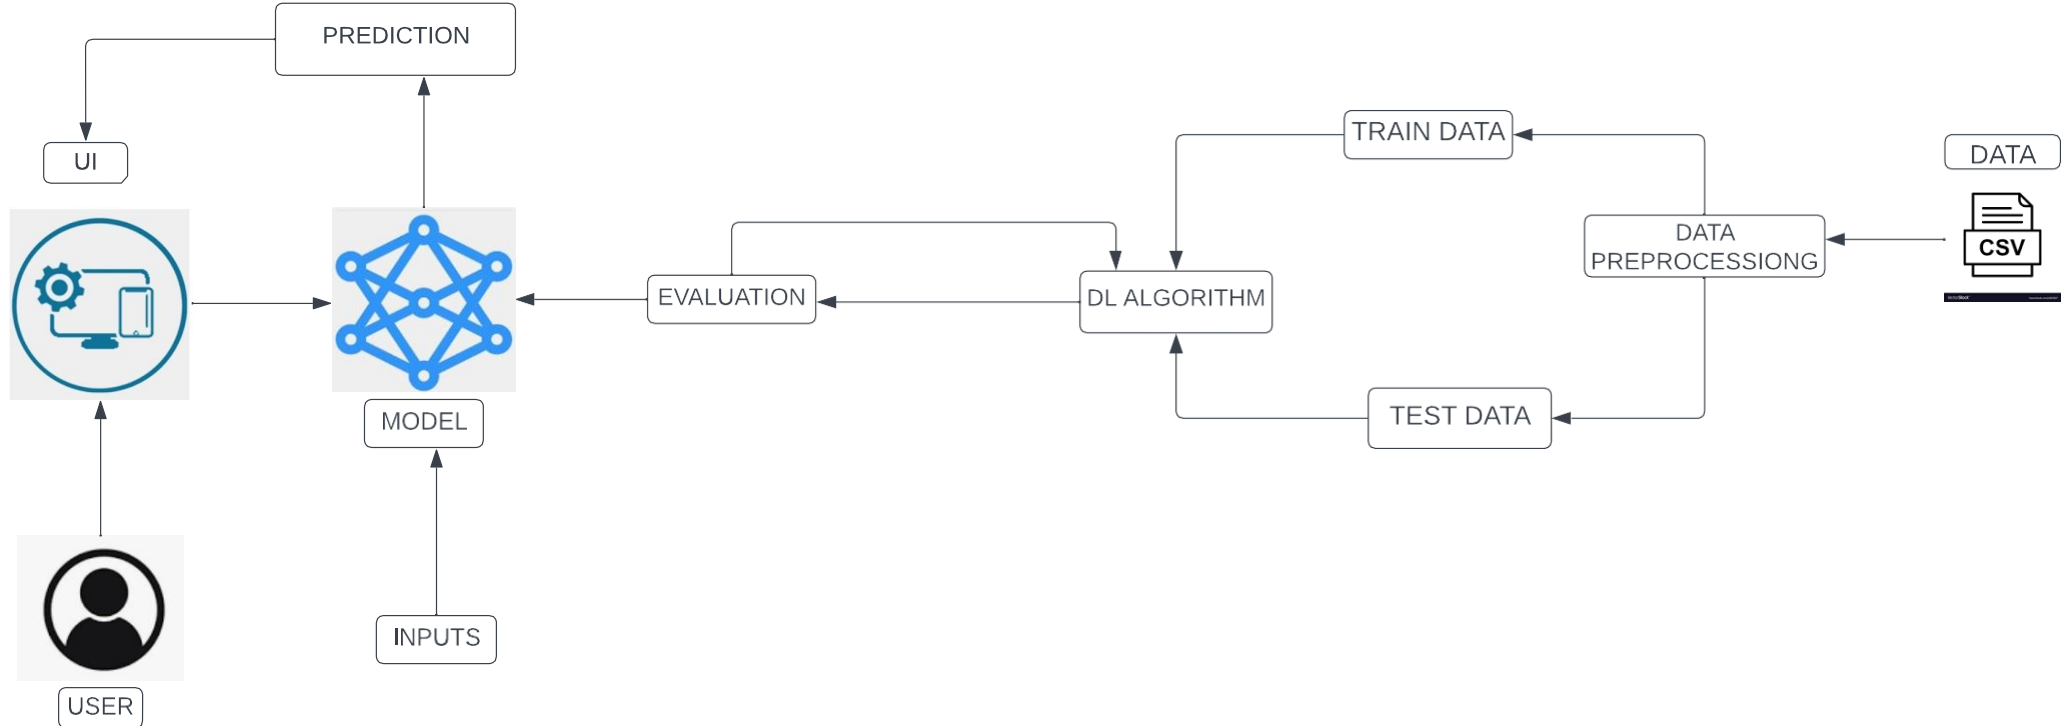 PREDICTION
UI
TRAIN DATA
DATA
CSV
DATA
PREPROCESSIONG
EVALUATION
DL ALGORITHM
MODEL
TEST DATA
INPUTS
USER